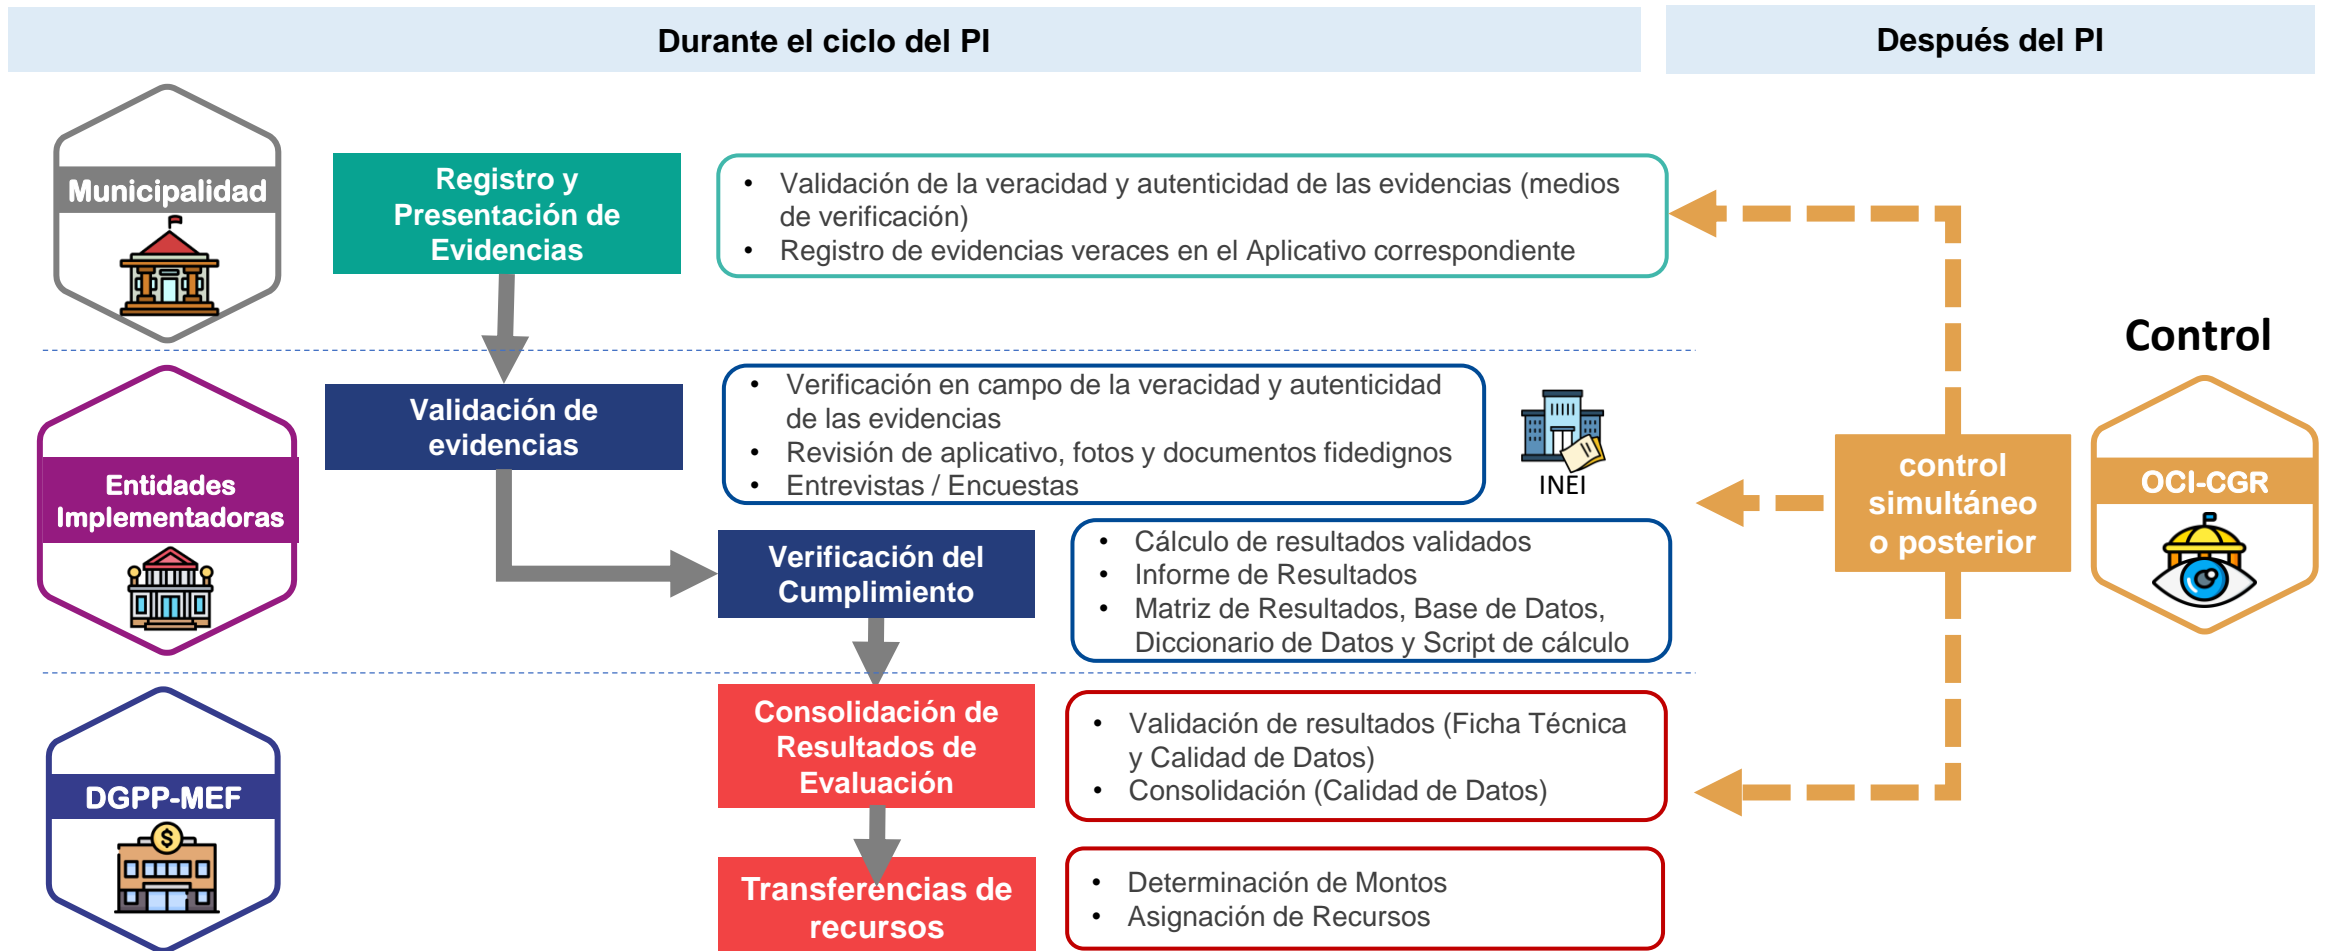 Durante el ciclo del PI
Después del PI
Municipalidad
Registro y
Presentación de
Evidencias
• Validación de la veracidad y autenticidad de las evidencias (medios
de verificación)
• Registro de evidencias veraces en el Aplicativo correspondiente
Control
Entidades
Implementadoras
Validación de
evidencias
• Verificación en campo de la veracidad y autenticidad
de las evidencias
• Revisión de aplicativo, fotos y documentos fidedignos
• Entrevistas / Encuestas
INEI
control
simultáneo
o posterior
OCI-CGR
Verificación del
Cumplimiento
• Cálculo de resultados validados
• Informe de Resultados
• Matriz de Resultados, Base de Datos,
Diccionario de Datos y Script de cálculo
DGPP-MEF
$
Consolidación de
Resultados de
Evaluación
• Validación de resultados (Ficha Técnica
y Calidad de Datos)
• Consolidación (Calidad de Datos)
Transferencias de
recursos
• Determinación de Montos
• Asignación de Recursos